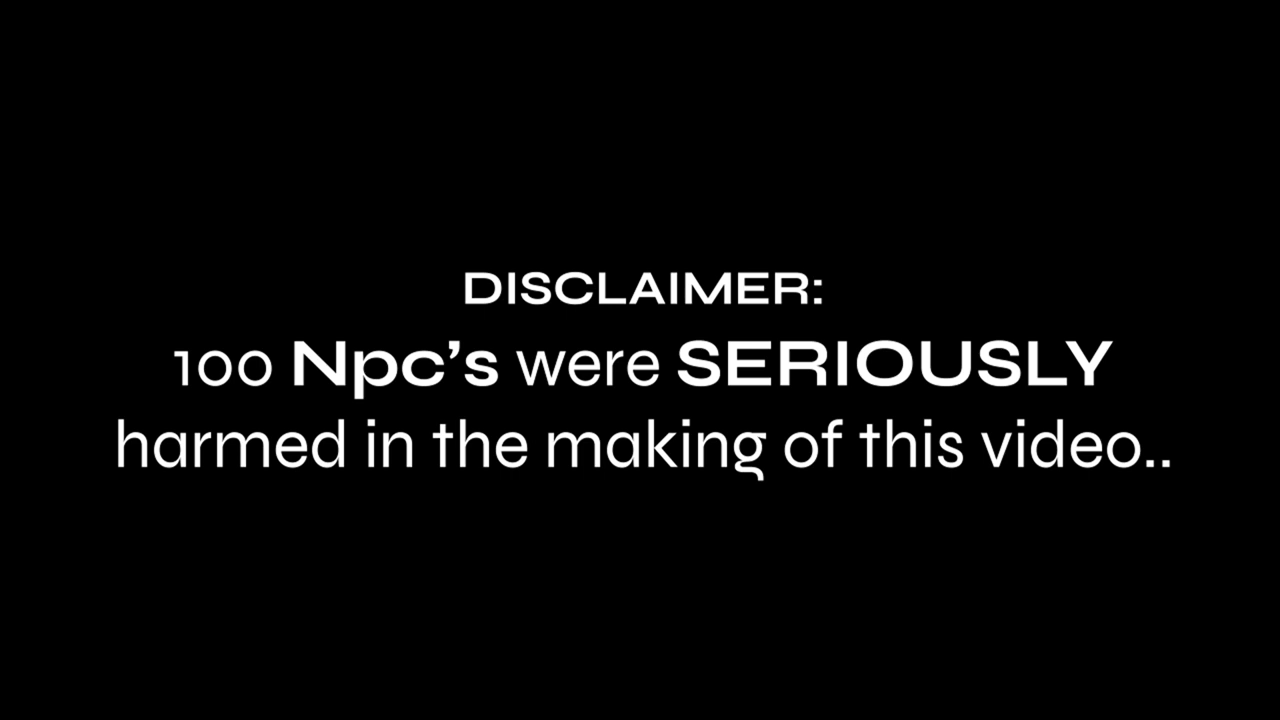 DISCLAIMER:
100 Npc’s were SERIOUSLY
harmed in the making of this video..